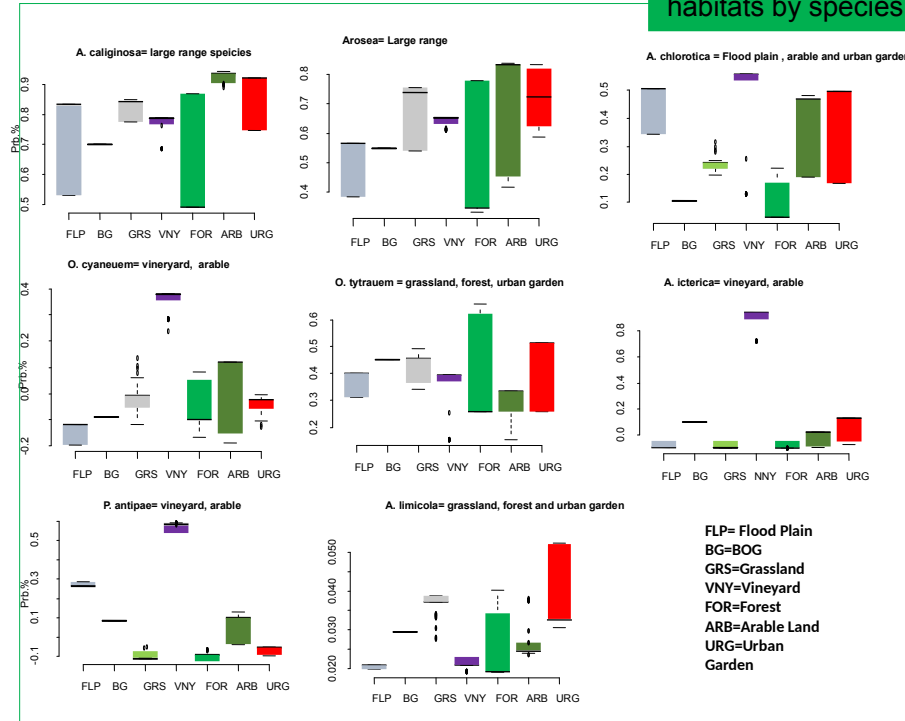 habitats by species
A. caliginosa= large range speicies
Arosea= Large range
A. chlorotica = Flood plain , arable and urban garden
Prb.%
0.5 0.6 0.7 0.8 0.9
FLP BG GRS VNY FOR ARB URG
0.4 0.5 0.6 0.7 0.8
FLP BG GRS VNY FOR ARB URG
0.1 0.2 0.3 0.4 0.5
FLP BG GRS VNY FOR ARB URG
O. cyaneuem= vineryard, arable
O. tytrauem = grassland, forest, urban garden
A. icterica= vineyard, arable
Prb.%
-0.2 0.0 0.2 0.4
FLP BG GRS VNY FOR ARB URG
0.2 0.3 0.4 0.5 0.6
FLP BG GRS VNY FOR ARB URG
0.0 0.2 0.4 0.6 0.8
FLP BG GRS NNY FOR ARB URG
P. antipae= vineyard, arable
A. limicola= grassland, forest and urban garden
Prb.%
-0.1 0.1 0.3 0.5
FLP BG GRS VNY FOR ARB URG
0.020 0.030 0.040 0.050
FLP BG GRS VNY FOR ARB URG
FLP= Flood Plain
BG=BOG
GRS=Grassland
VNY=Vineyard
FOR=Forest
ARB=Arable Land
URG=Urban
Garden